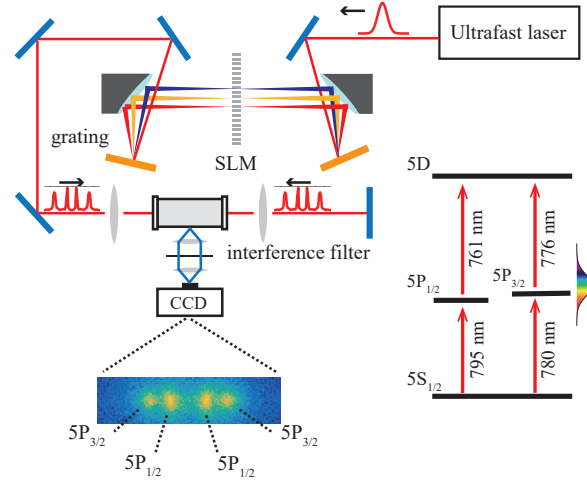 Ultrafast laser
grating
SLM
interference filter
CCD
5P3/2
5P1/2
5P1/2
5P3/2
5D
761 nm
776 nm
5P1/2
5P3/2
795 nm
780 nm
5S1/2